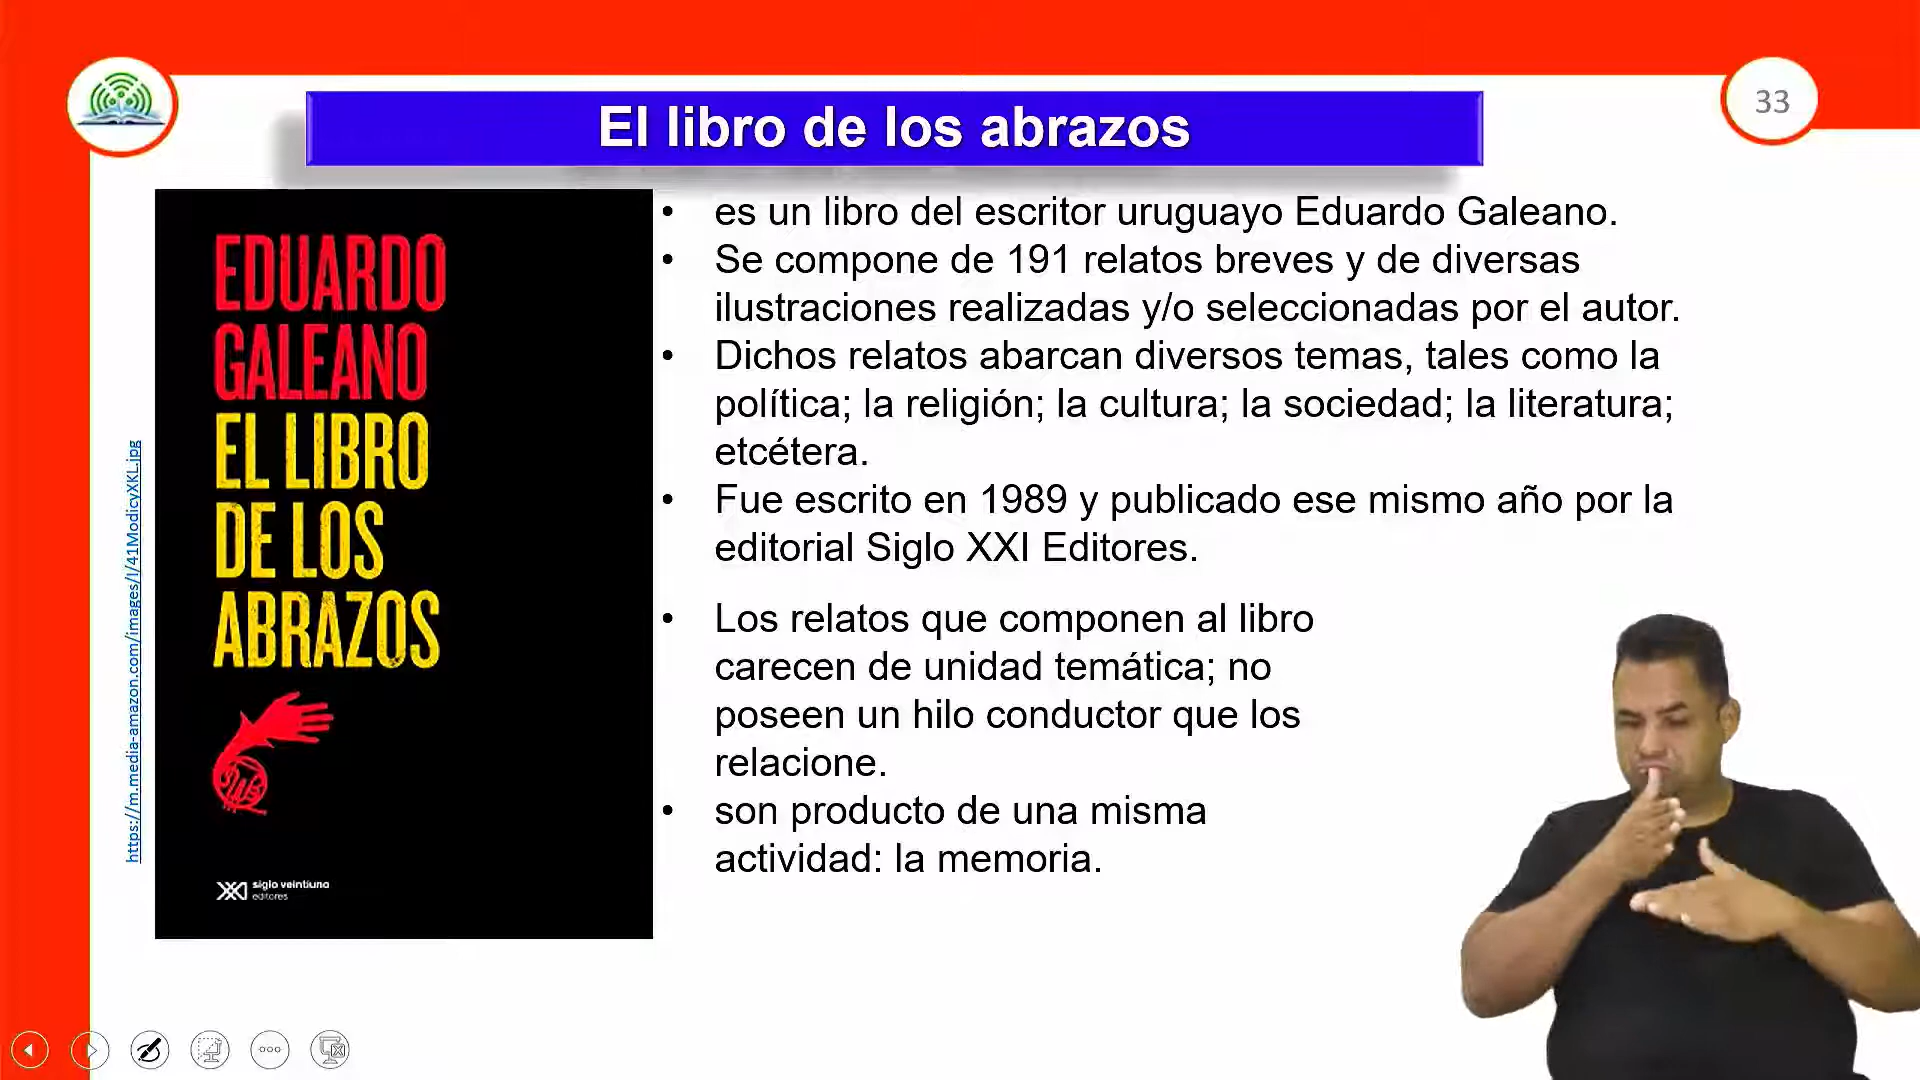 33
El libro de los abrazos
EDUARDO
GALEANO
EL LIBRO
DE LOS
ABRAZOS
siglo veintiuno
editores
https://m.media-amazon.com/images/I/41ModicyXKL.jpg
• es un libro del escritor uruguayo Eduardo Galeano.
• Se compone de 191 relatos breves y de diversas
ilustraciones realizadas y/o seleccionadas por el autor.
• Dichos relatos abarcan diversos temas, tales como la
política; la religión; la cultura; la sociedad; la literatura;
etcétera.
• Fue escrito en 1989 y publicado ese mismo año por la
editorial Siglo XXI Editores.
• Los relatos que componen al libro
carecen de unidad temática; no
poseen un hilo conductor que los
relacione.
• son producto de una misma
actividad: la memoria.